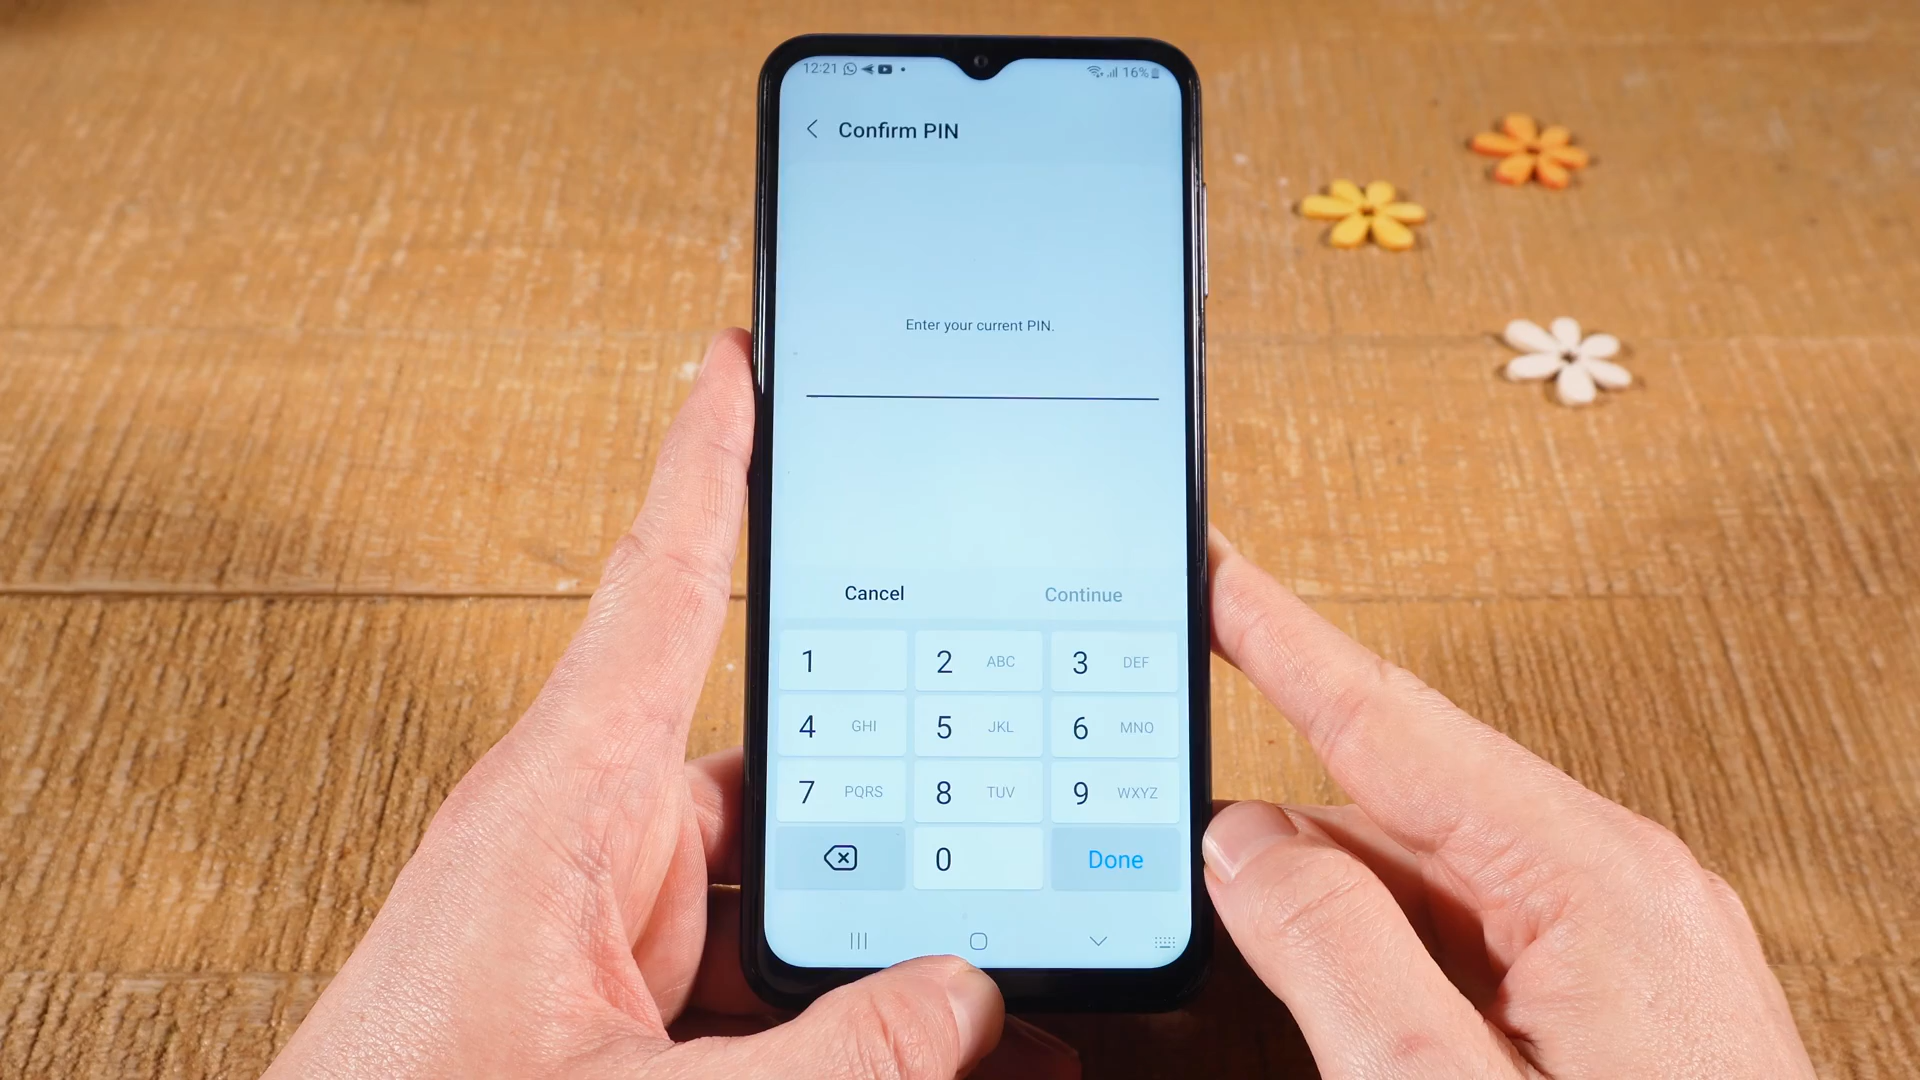 12:21 16%
Confirm PIN
Enter your current PIN.
Cancel Continue
1 2 ABC 3 DEF
4 GHI 5 JKL 6 MNO
7 PQRS 8 TUV 9 WXYZ
0 Done